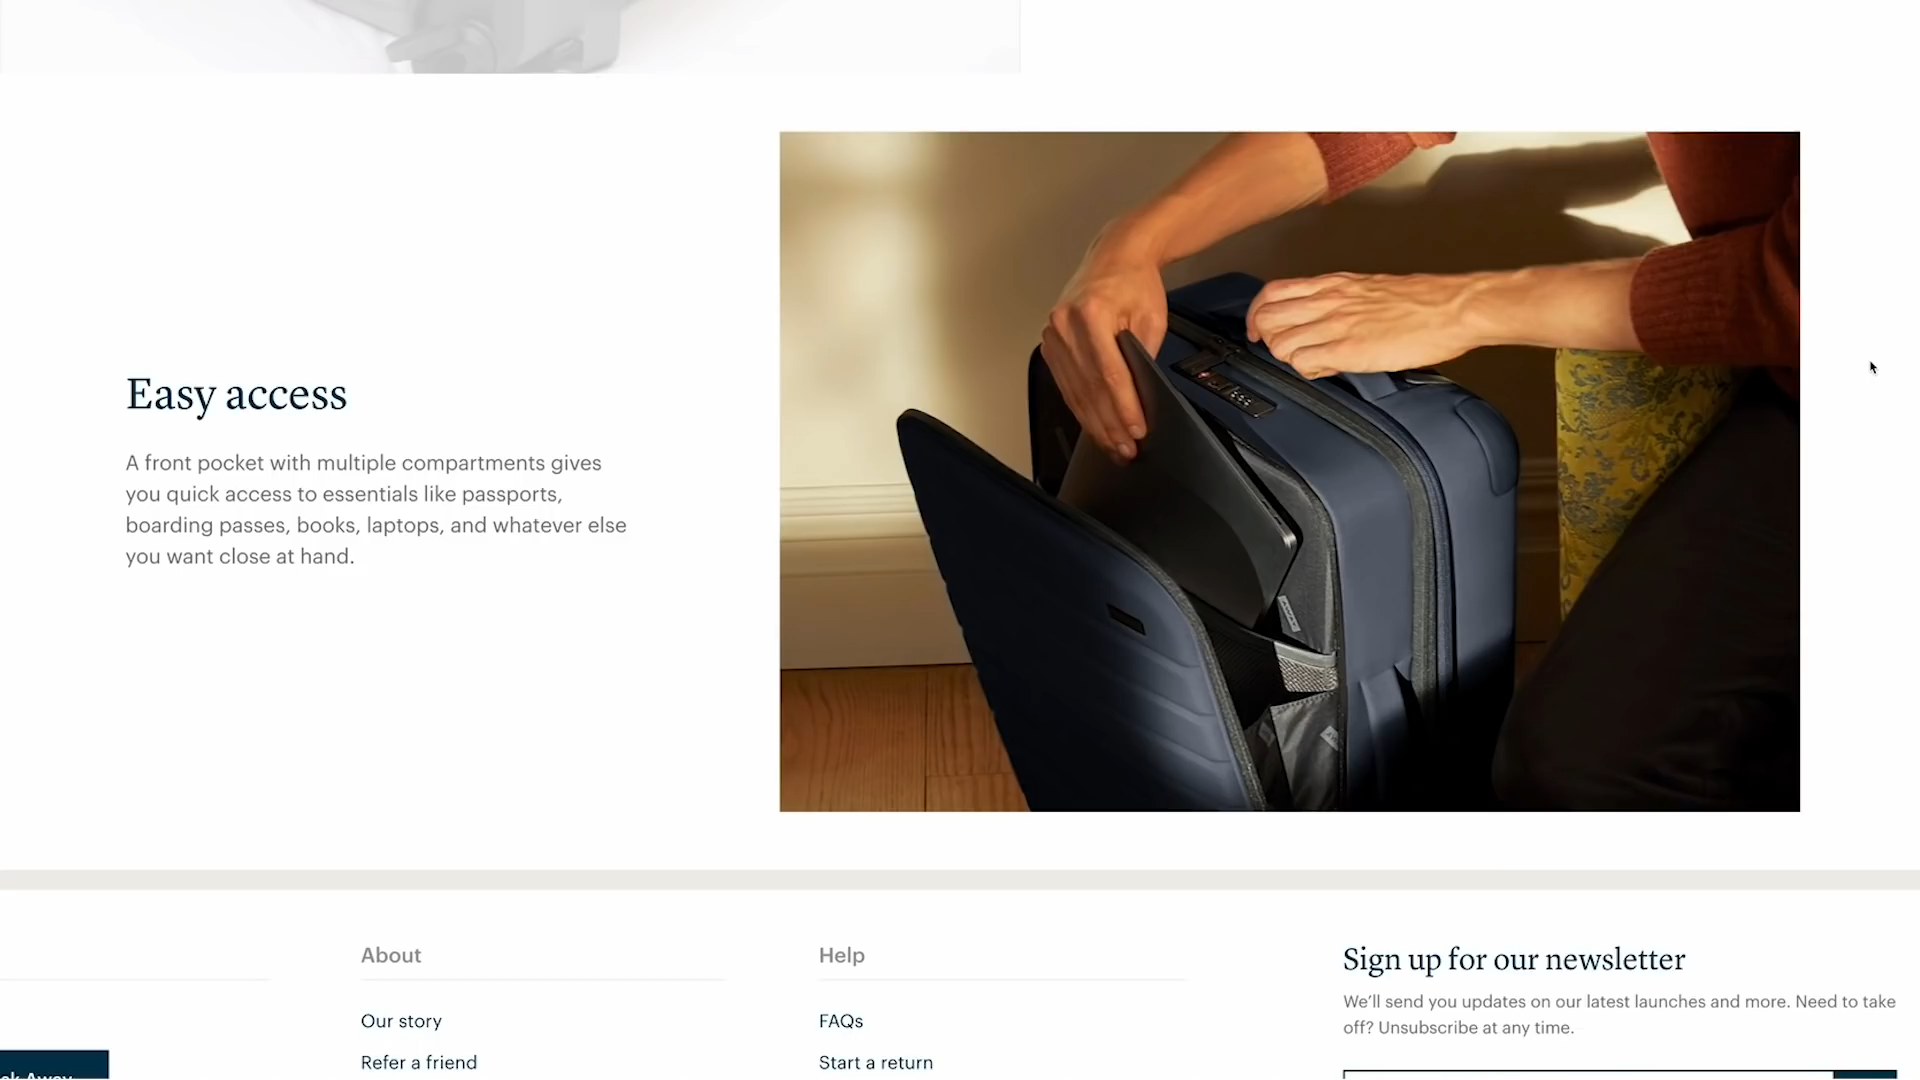 Easy access
A front pocket with multiple compartments gives
you quick access to essentials like passports,
boarding passes, books, laptops, and whatever else
you want close at hand.
About
Help
Sign up for our newsletter
We'll send you updates on our latest launches and more. Need to take
off? Unsubscribe at any time.
Our story
FAQs
Refer a friend
Start a return